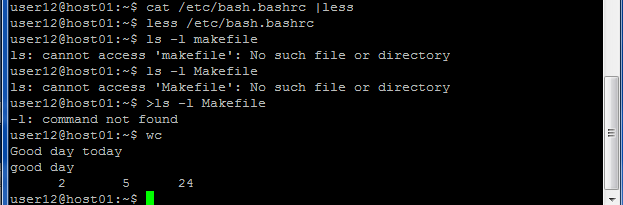 user12@host01:~$ cat /etc/bash.bashrc |less
user12@host01:~$ less /etc/bash.bashrc
user12@host01:~$ ls -l makefile
ls: cannot access 'makefile': No such file or directory
user12@host01:~$ ls -l Makefile
ls: cannot access 'Makefile': No such file or directory
user12@host01:~$ >ls -l Makefile
-l: command not found
user12@host01:~$ wc
Good day today
good day
      2       5      24
user12@host01:~$